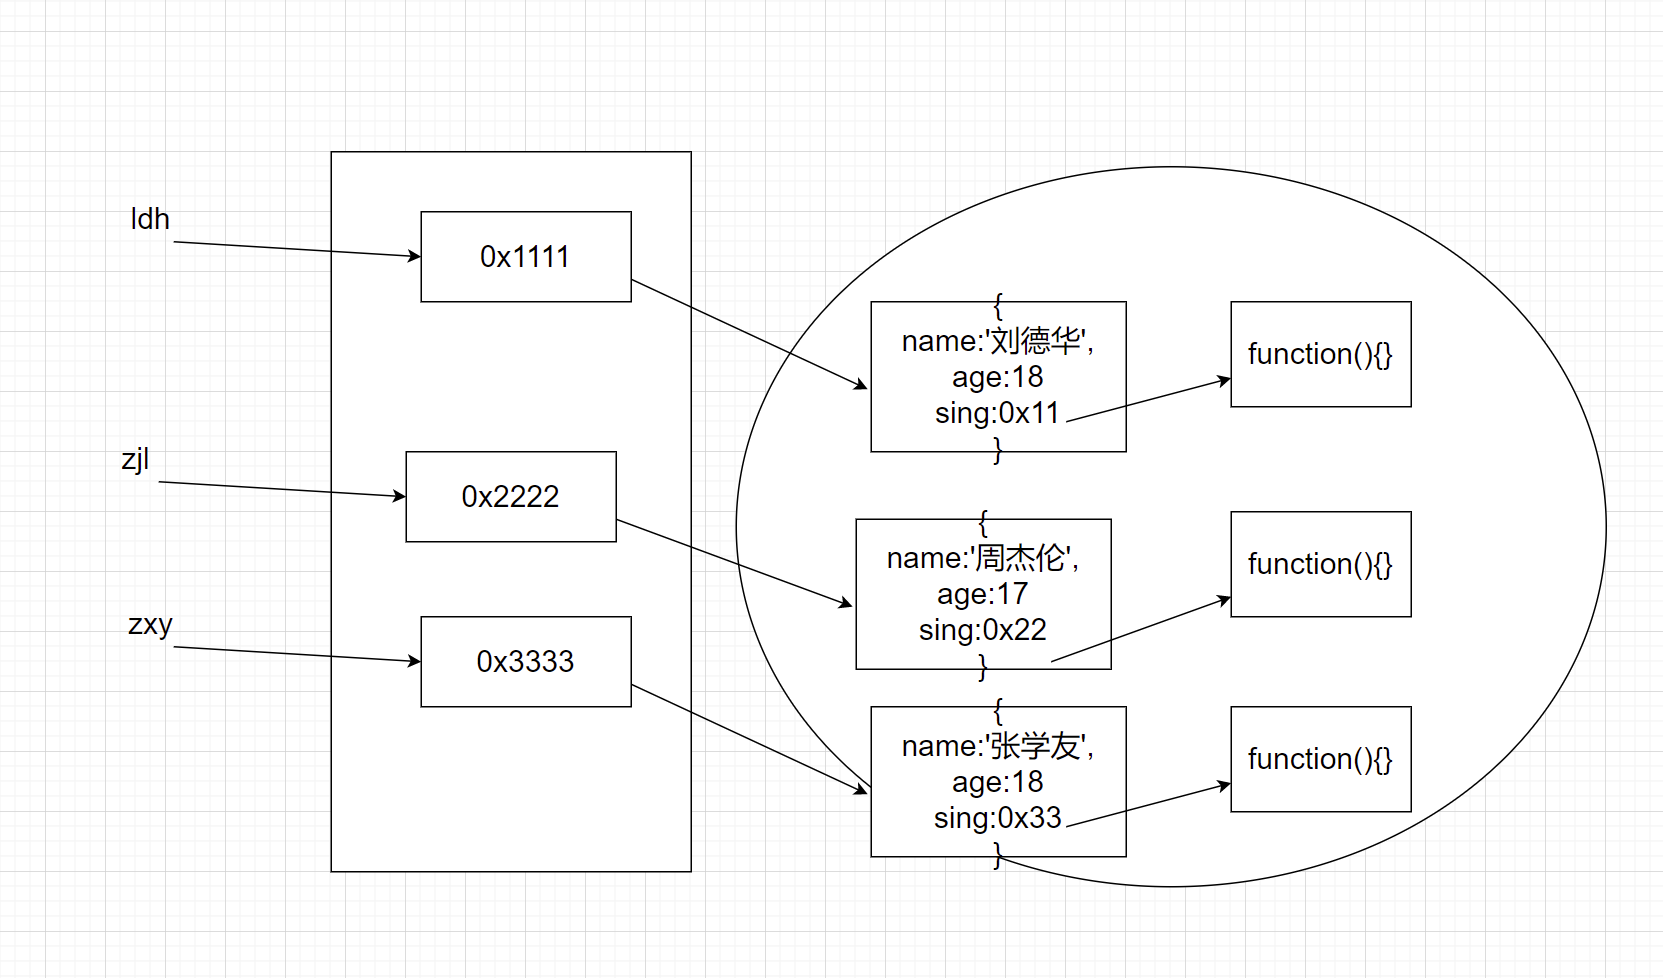 ldh
0x1111
{
name:'刘德华',
age:18
sing:0x11
}
function(){}
zjl
0x2222
{
name:'周杰伦',
age:17
sing:0x22
}
function(){}
zxy
0x3333
{
name:'张学友',
age:18
sing:0x33
}
function(){}